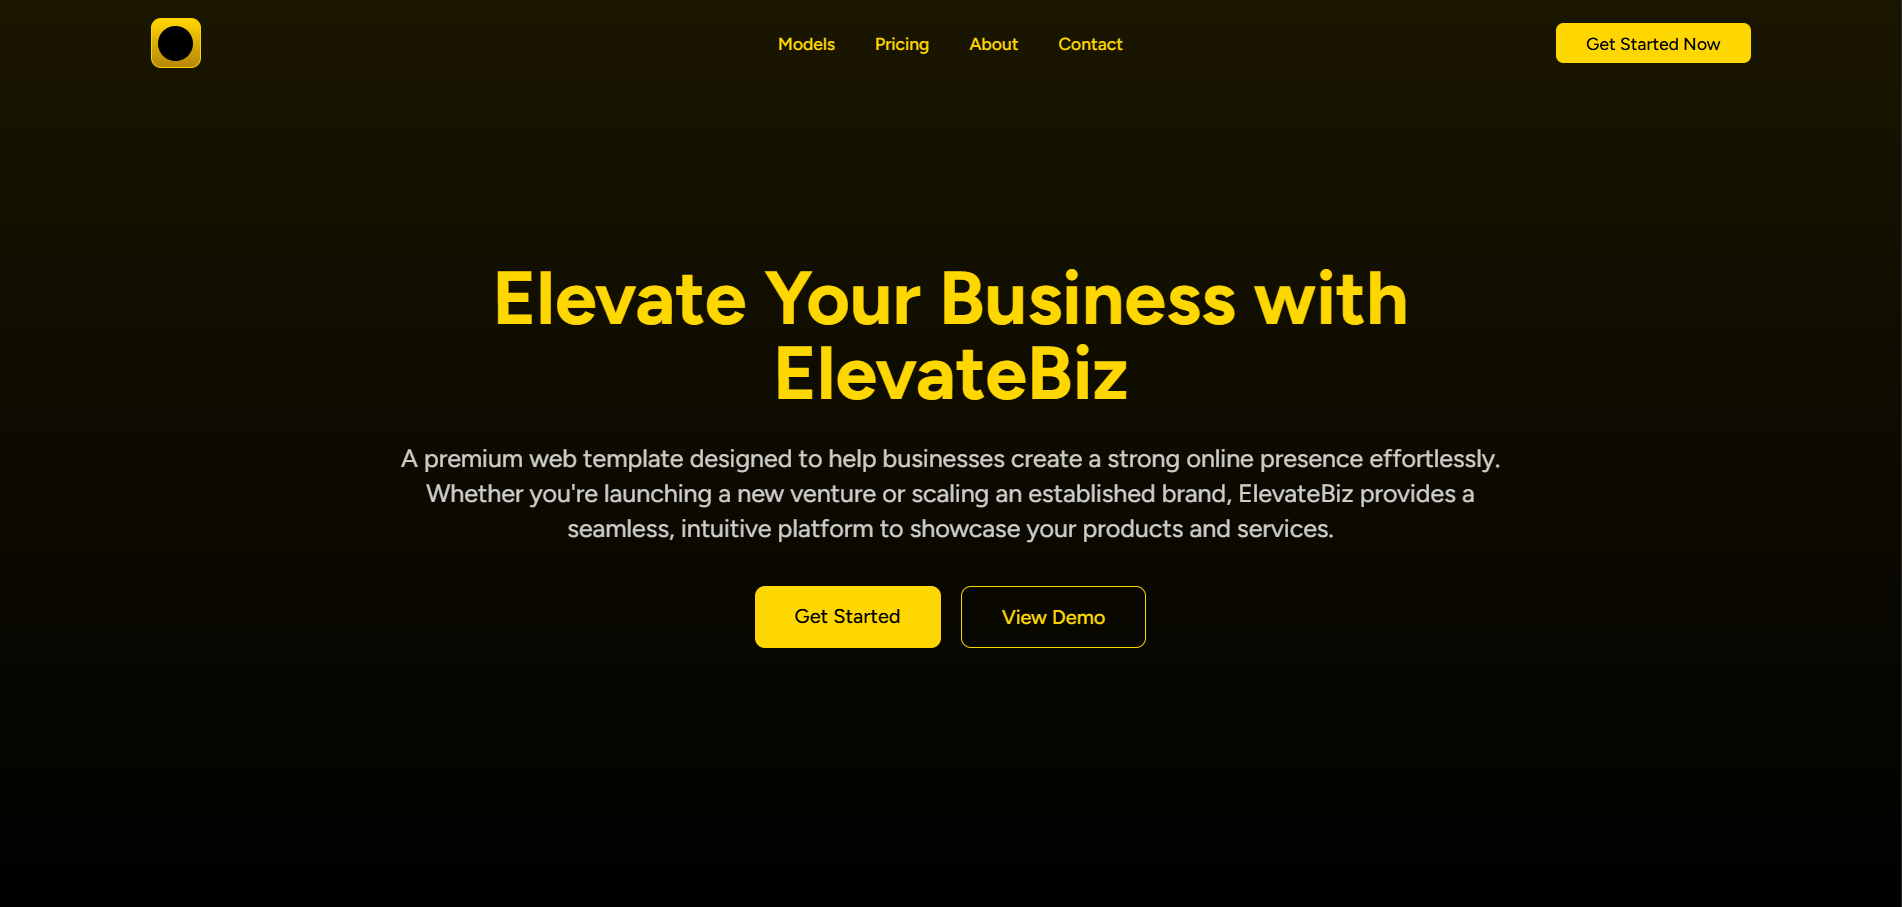 Models Pricing About Contact Get Started Now
Elevate Your Business with
ElevateBiz
A premium web template designed to help businesses create a strong online presence effortlessly.
Whether you're launching a new venture or scaling an established brand, ElevateBiz provides a
seamless, intuitive platform to showcase your products and services.
Get Started View Demo